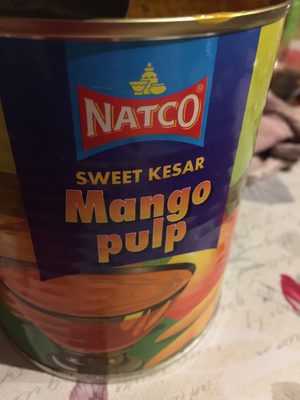 NATCO®
SWEET KESAR
Mango
pulp